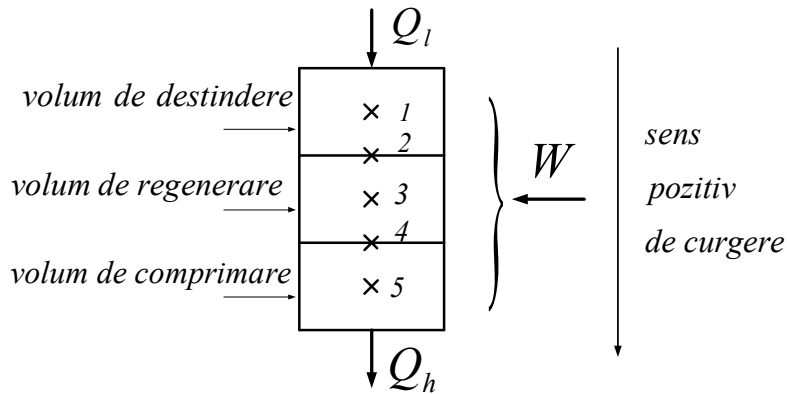 Q_l
volum de destindere
1
2
volum de regenerare
3
4
volum de comprimare
5
Q_h
W
sens
pozitiv
de curgere